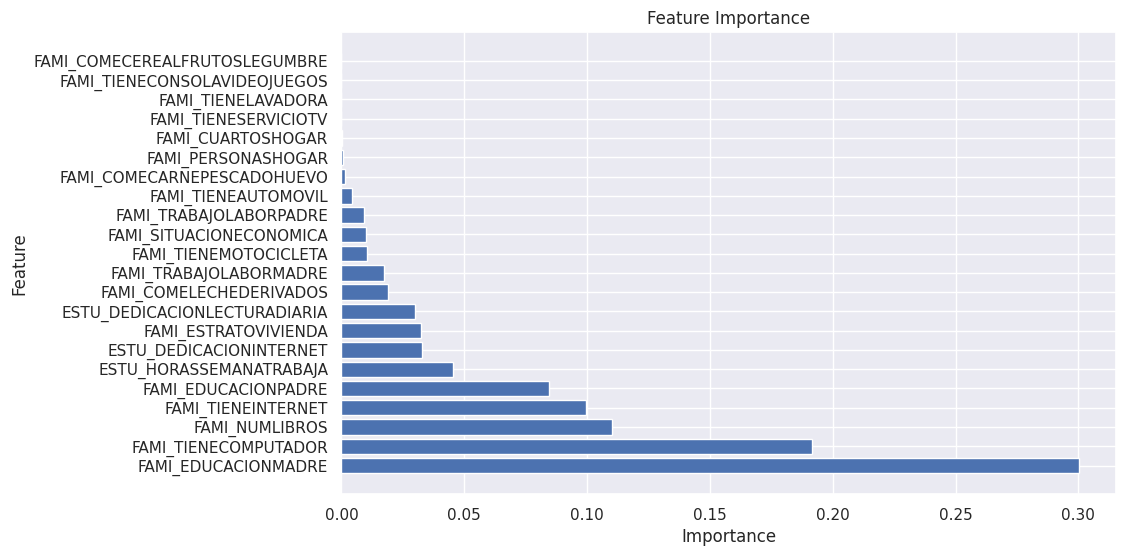 Feature Importance
FAMI_COMECEREALFRUTOSLEGUMBRE
FAMI_TIENECONSOLAVIDEOJUEGOS
FAMI_TIENELAVADORA
FAMI_TIENESERVICIOTV
FAMI_CUARTOSHOGAR
FAMI_PERSONASHOGAR
FAMI_COMECARNEPESCADOHUEVO
FAMI_TIENEAUTOMOVIL
FAMI_TRABAJOLABORPADRE
FAMI_SITUACIONECONOMICA
FAMI_TIENEMOTOCICLETA
FAMI_TRABAJOLABORMADRE
FAMI_COMELECHEDERIVADOS
ESTU_DEDICACIONLECTURADIARIA
FAMI_ESTRATOVIVIENDA
ESTU_DEDICACIONINTERNET
ESTU_HORASSEMANATRABAJA
FAMI_EDUCACIONPADRE
FAMI_TIENEINTERNET
FAMI_NUMLIBROS
FAMI_TIENECOMPUTADOR
FAMI_EDUCACIONMADRE
Feature
0.00 0.05 0.10 0.15 0.20 0.25 0.30
Importance